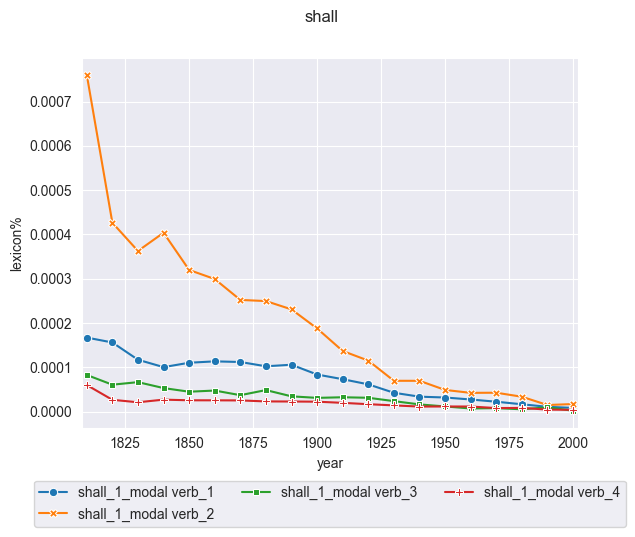 shall
0.0007
0.0006
0.0005
0.0004
0.0003
0.0002
0.0001
0.0000
lexicon%
1825 1850 1875 1900 1925 1950 1975 2000
year
shall_1_modal verb_1 shall_1_modal verb_3 shall_1_modal verb_4
shall_1_modal verb_2